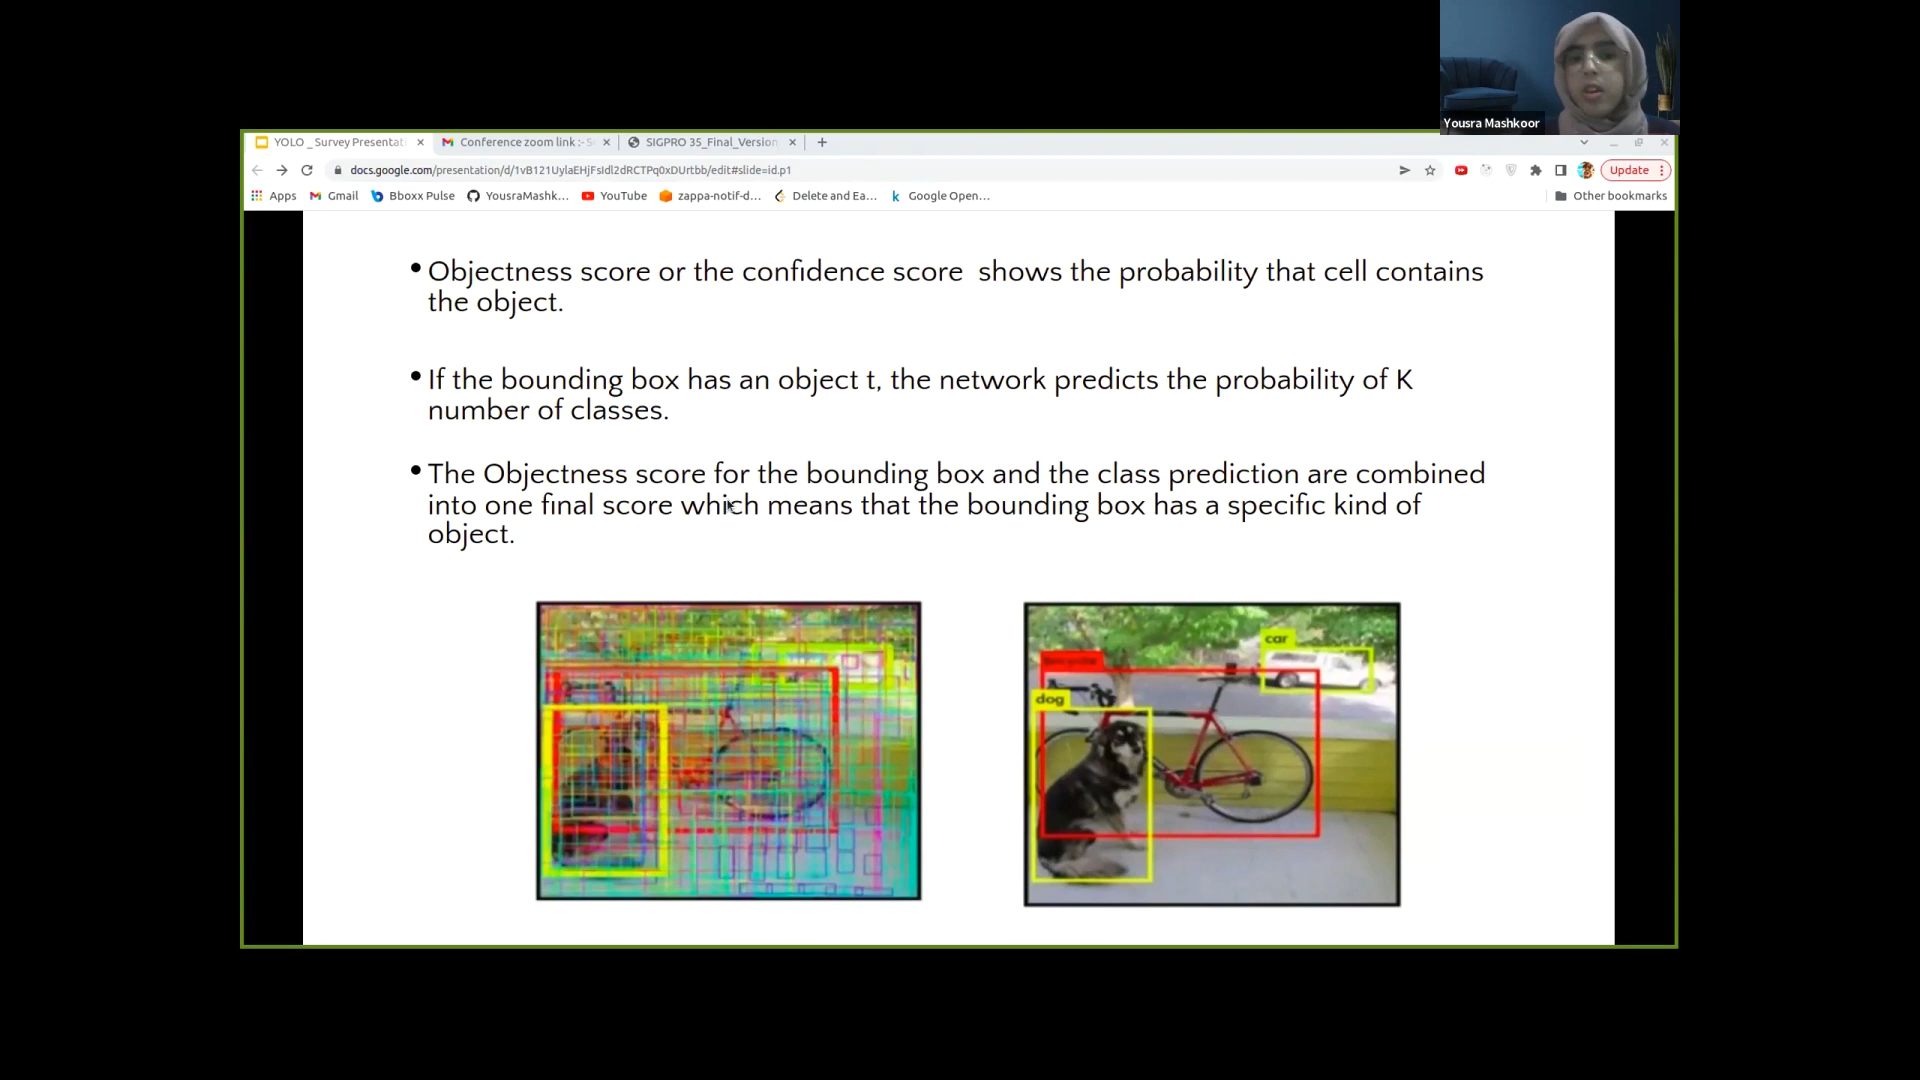 Yousra Mashkoor
YOLO _ Survey Presentati
Conference zoom link :- S
SIGPRO 35_Final_Version
docs.google.com/presentation/d/1vB121UylaEHjFsIdl2dRCTPq0xDUrtbb/edit#slide=id.p1
Update
Apps
Gmail
Bboxx Pulse
YousraMashk...
YouTube
zappa-notif-d...
Delete and Ea...
Google Open...
Other bookmarks
• Objectness score or the confidence score shows the probability that cell contains
the object.
• If the bounding box has an object t, the network predicts the probability of K
number of classes.
• The Objectness score for the bounding box and the class prediction are combined
into one final score which means that the bounding box has a specific kind of
object.
car
dog